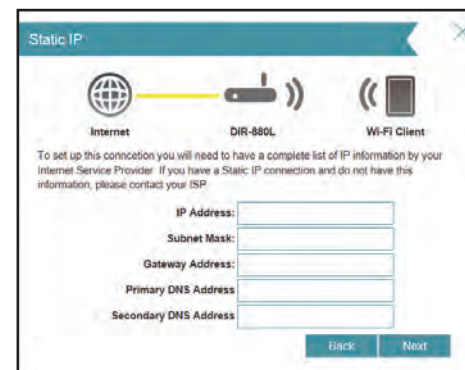 Static IP
Internet
DIR-880L
Wi-Fi Client
To set up this conncetion you will need to have a complete list of IP information by your
Internet Service Provider. If you have a Static IP connection and do not have this
information, please contact your ISP.
IP Address:
Subnet Mask:
Gateway Address:
Primary DNS Address
Secondary DNS Address
Back
Next